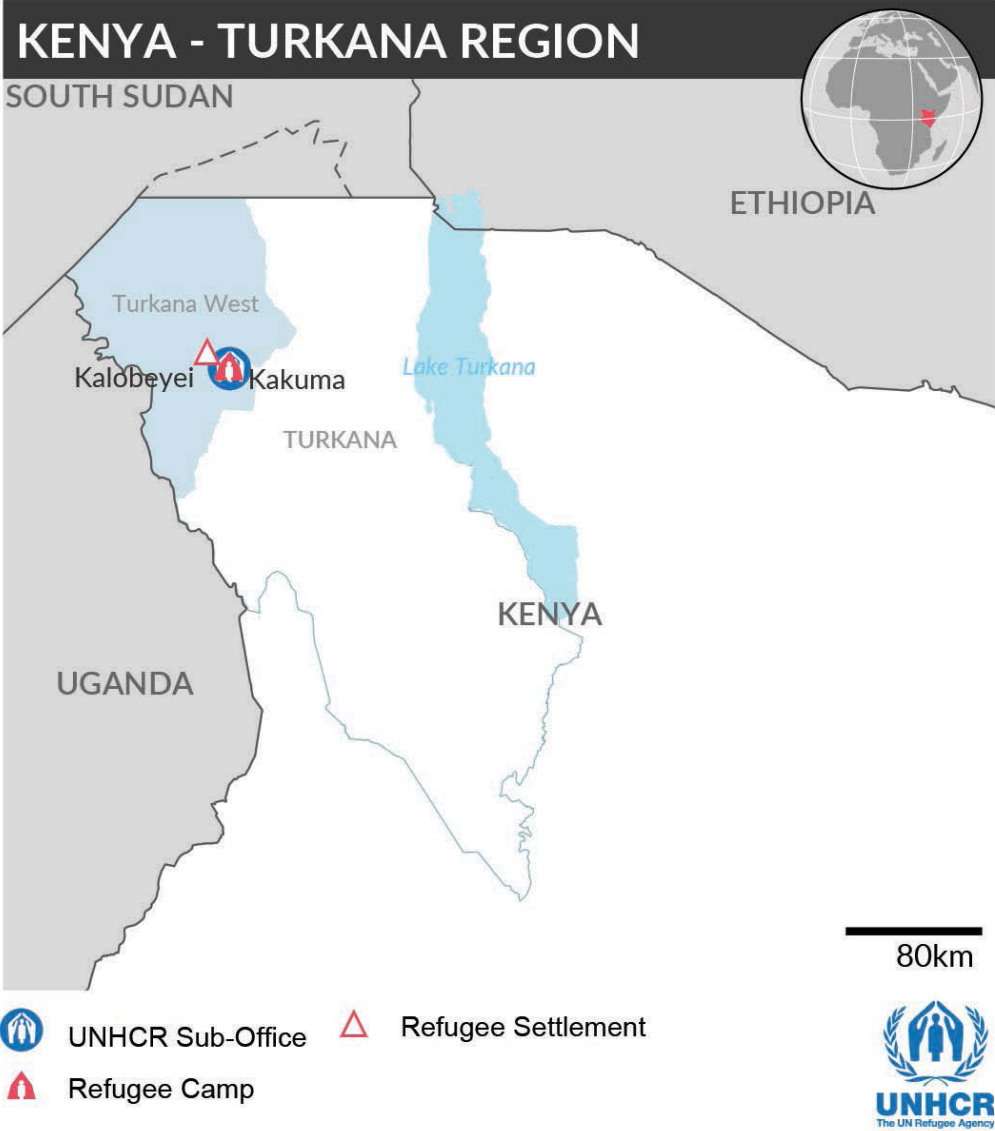 KENYA - TURKANA REGION
SOUTH SUDAN
ETHIOPIA
Turkana West
Lake Turkana
Kalobeyei
Kakuma
TURKANA
KENYA
UGANDA
80km
UNHCR Sub-Office
Refugee Settlement
Refugee Camp
UNHCR
The UN Refugee Agency